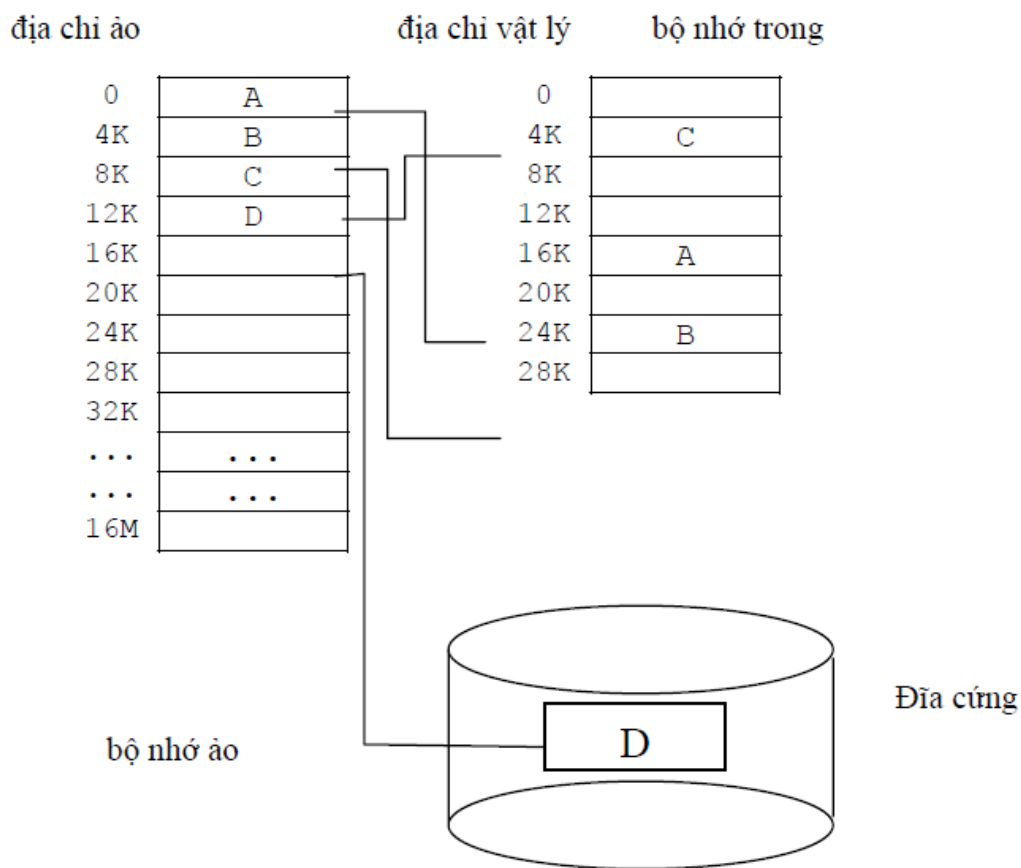 địa chỉ ảo địa chỉ vật lý bộ nhớ trong
0 A 0
4K B 4K C
8K C 8K
12K D 12K
16K 16K A
20K 20K
24K 24K B
28K 28K
32K
... ...
... ...
16M
Đĩa cứng
D
bộ nhớ ảo